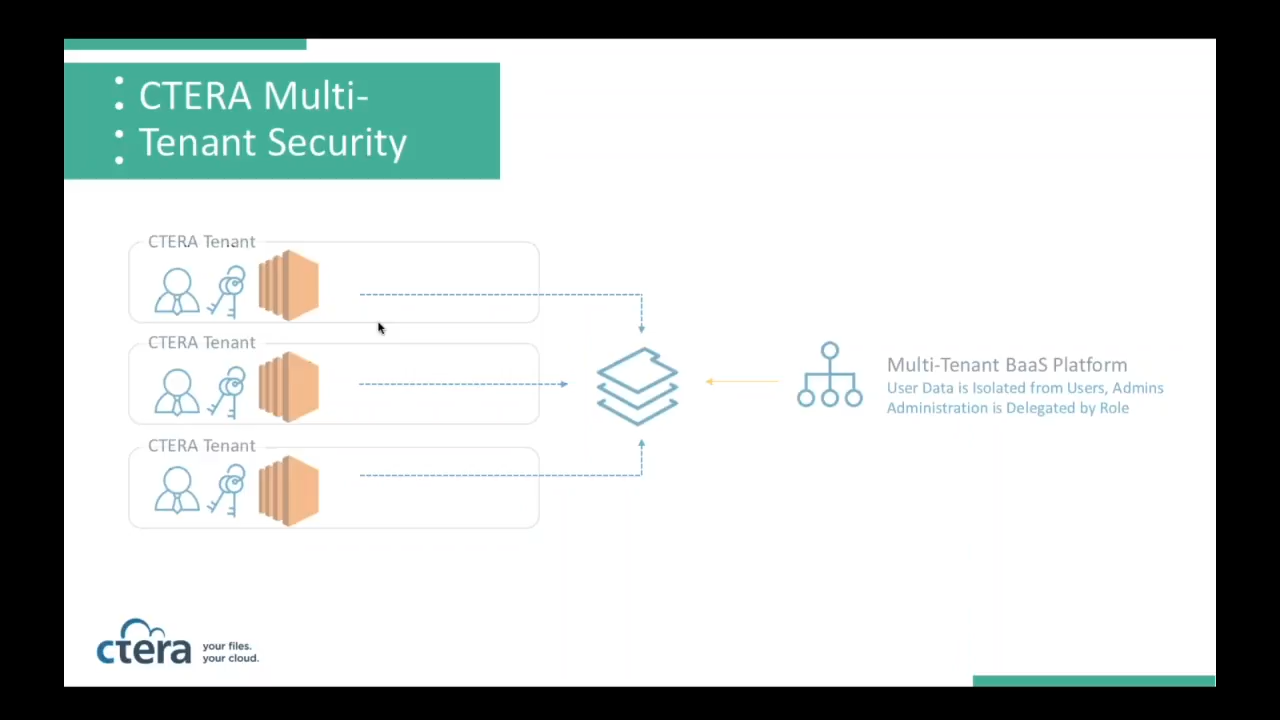 CTERA Multi-
Tenant Security
CTERA Tenant
CTERA Tenant
CTERA Tenant
Multi-Tenant BaaS Platform
User Data is Isolated from Users, Admins
Administration is Delegated by Role
ctera
your files.
your cloud.